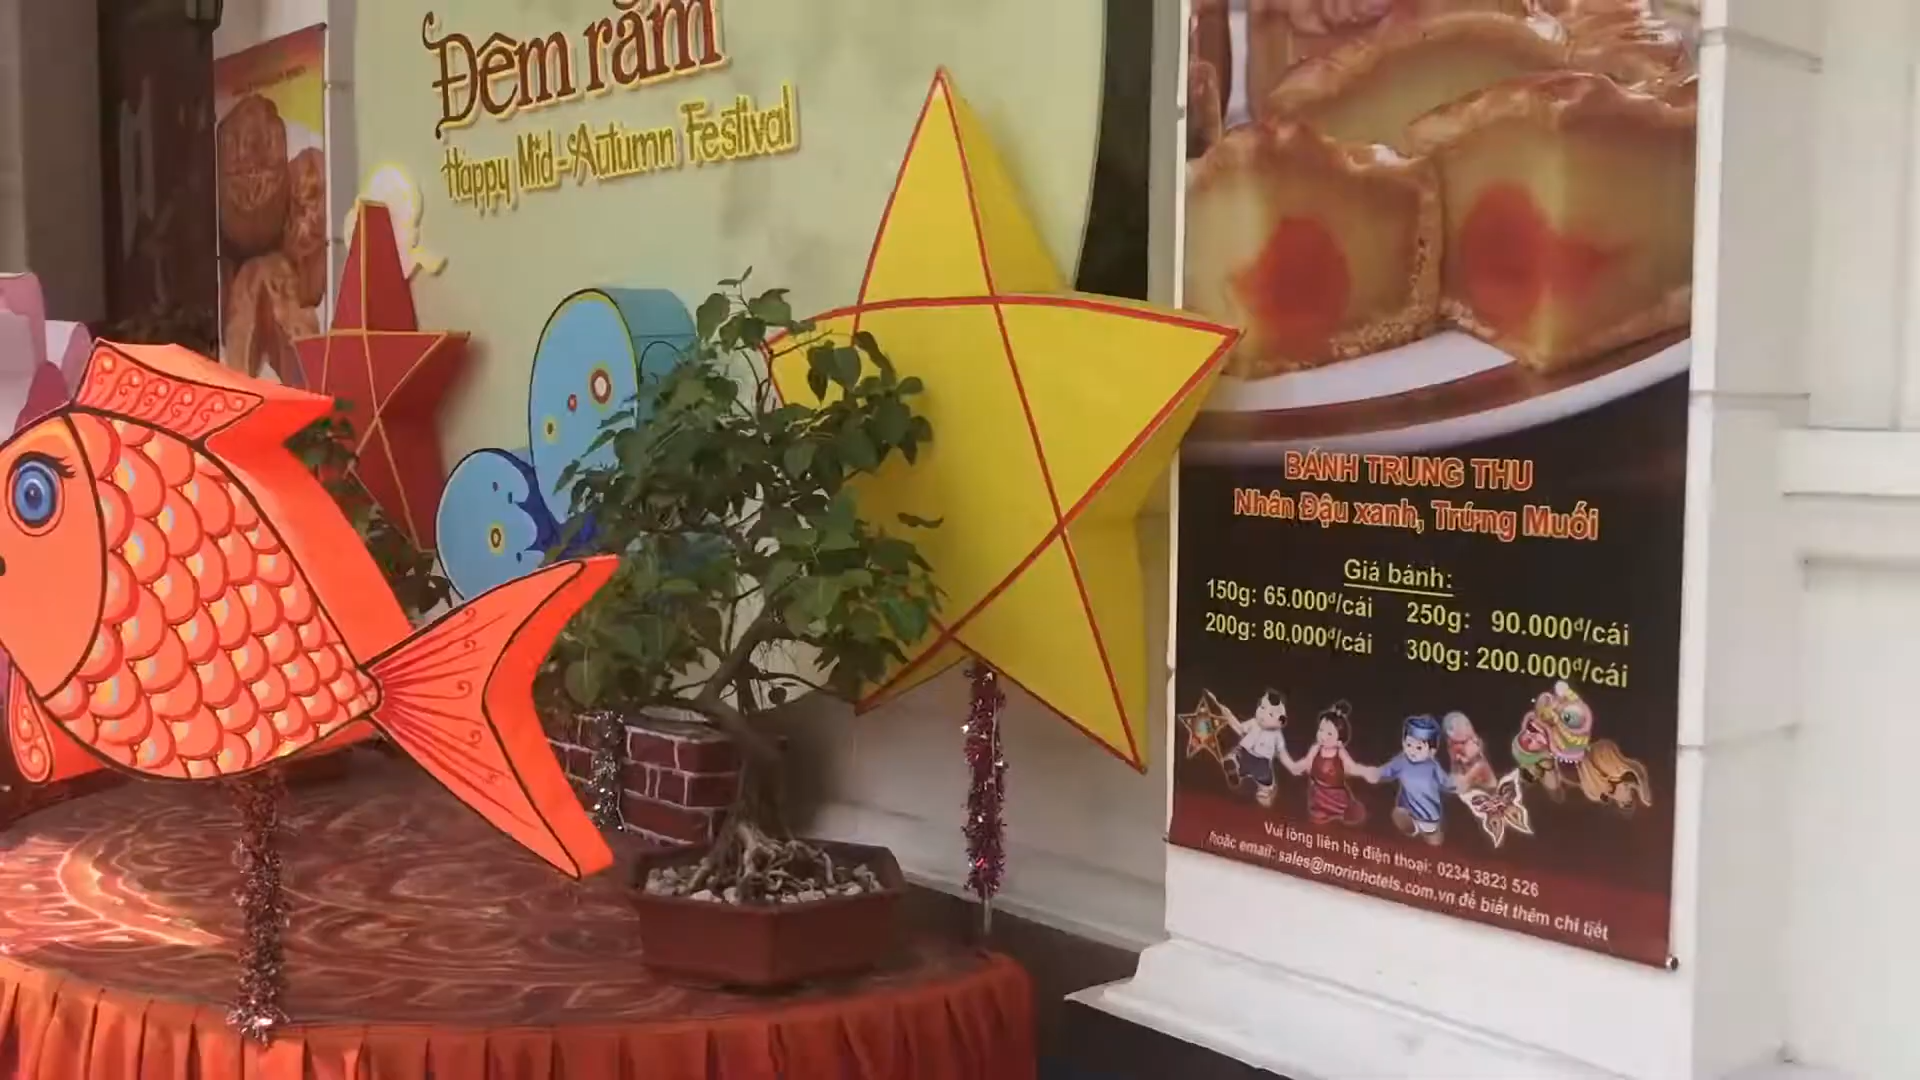 Đêm rằm
Happy Mid-Autumn Festival
BÁNH TRUNG THU
Nhân Đậu xanh, Trứng Muối
Giá bánh:
150g: 65.000đ/cái 250g: 90.000đ/cái
200g: 80.000đ/cái 300g: 200.000đ/cái
Vui lòng liên hệ điện thoại: 0234 3823 526
hoặc email: sales@morinhotels.com.vn để biết thêm chi tiết